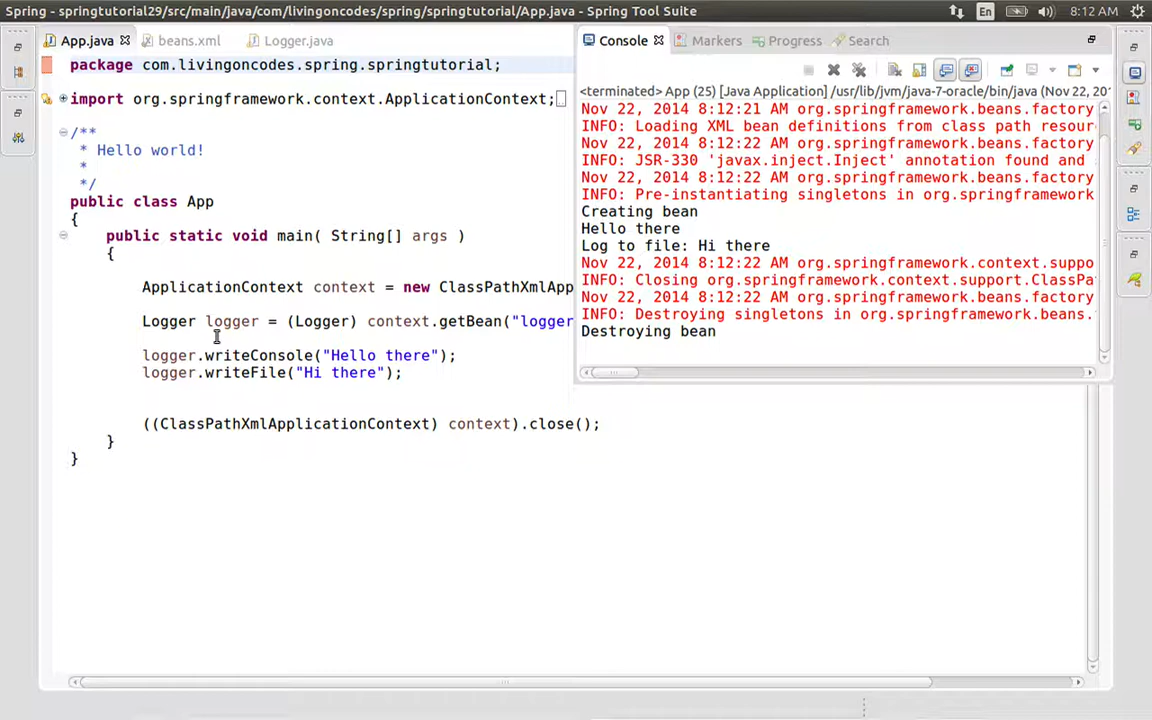 Spring - springtutorial29/src/main/java/com/livingoncodes/spring/springtutorial/App.java - Spring Tool Suite
En
8:12 AM
App.java
beans.xml
Logger.java
package com.livingoncodes.spring.springtutorial;
import org.springframework.context.ApplicationContext;
/**
* Hello world!
*
*/
public class App
{
public static void main( String[] args )
{
ApplicationContext context = new ClassPathXmlApp
Logger logger = (Logger) context.getBean("logger
logger.writeConsole("Hello there");
logger.writeFile("Hi there");
((ClassPathXmlApplicationContext) context).close();
}
}
Console
Markers
Progress
Search
<terminated> App (25) [Java Application] /usr/lib/jvm/java-7-oracle/bin/java (Nov 22, 201
Nov 22, 2014 8:12:21 AM org.springframework.beans.factory
INFO: Loading XML bean definitions from class path resour
Nov 22, 2014 8:12:22 AM org.springframework.beans.factory
INFO: JSR-330 'javax.inject.Inject' annotation found and
Nov 22, 2014 8:12:22 AM org.springframework.beans.factory
INFO: Pre-instantiating singletons in org.springframework
Creating bean
Hello there
Log to file: Hi there
Nov 22, 2014 8:12:22 AM org.springframework.context.suppo
INFO: Closing org.springframework.context.support.ClassPa
Nov 22, 2014 8:12:22 AM org.springframework.beans.factory
INFO: Destroying singletons in org.springframework.beans.
Destroying bean